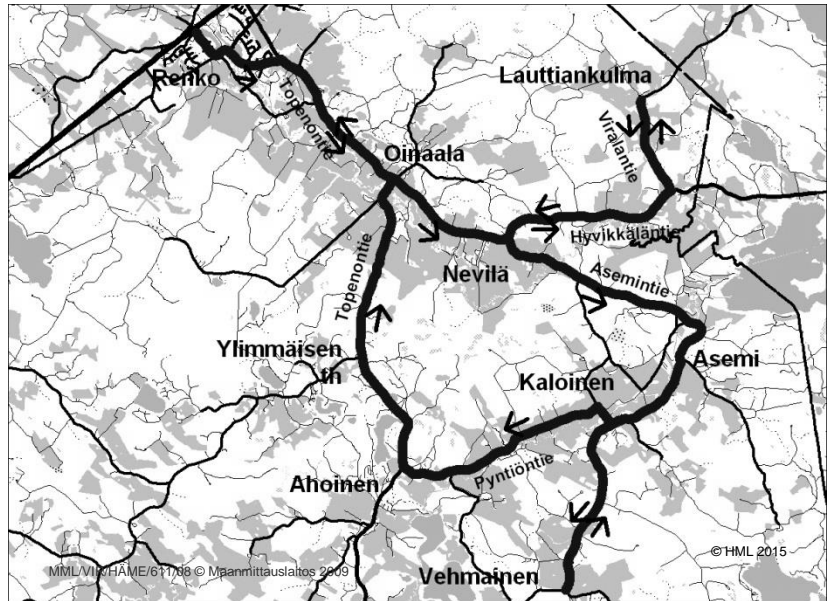 Renko
Lauttiankulma
Topenontie
Viralantie
Oinaala
Hyvikkäläntie
Nevilä
Asemintie
Topenontie
Ylimmäisen
th
Kaloinen
Asemi
Ahoinen
Pyntiöntie
© HML 2015
MML/VIR/HÄME/611/08 © Maanmittauslaitos 2009
Vehmainen